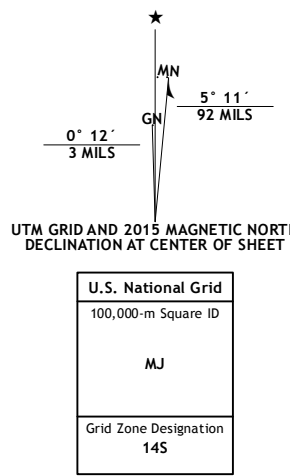 ★
MN
5° 11´
92 MILS
GN
0° 12´
3 MILS
UTM GRID AND 2015 MAGNETIC NORTH
DECLINATION AT CENTER OF SHEET
U.S. National Grid
100,000-m Square ID
MJ
Grid Zone Designation
14S